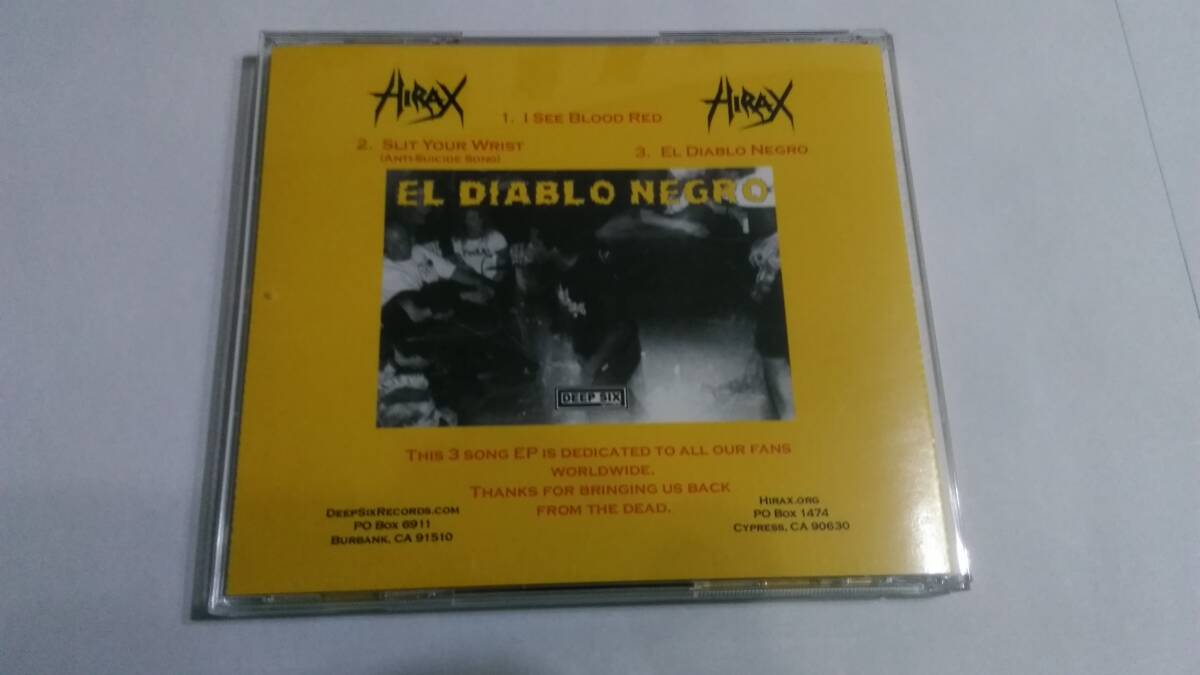 HIRAX
HIRAX
1. I SEE BLOOD RED
2. SLIT YOUR WRIST
(ANTI-SUICIDE SONG)
3. EL DIABLO NEGRO
EL DIABLO NEGRO
DEEP SIX
THIS 3 SONG EP IS DEDICATED TO ALL OUR FANS
WORLDWIDE.
THANKS FOR BRINGING US BACK
FROM THE DEAD.
DEEPSIXRECORDS.COM
PO BOX 6911
BURBANK, CA 91510
HIRAX.ORG
PO BOX 1474
CYPRESS, CA 90630